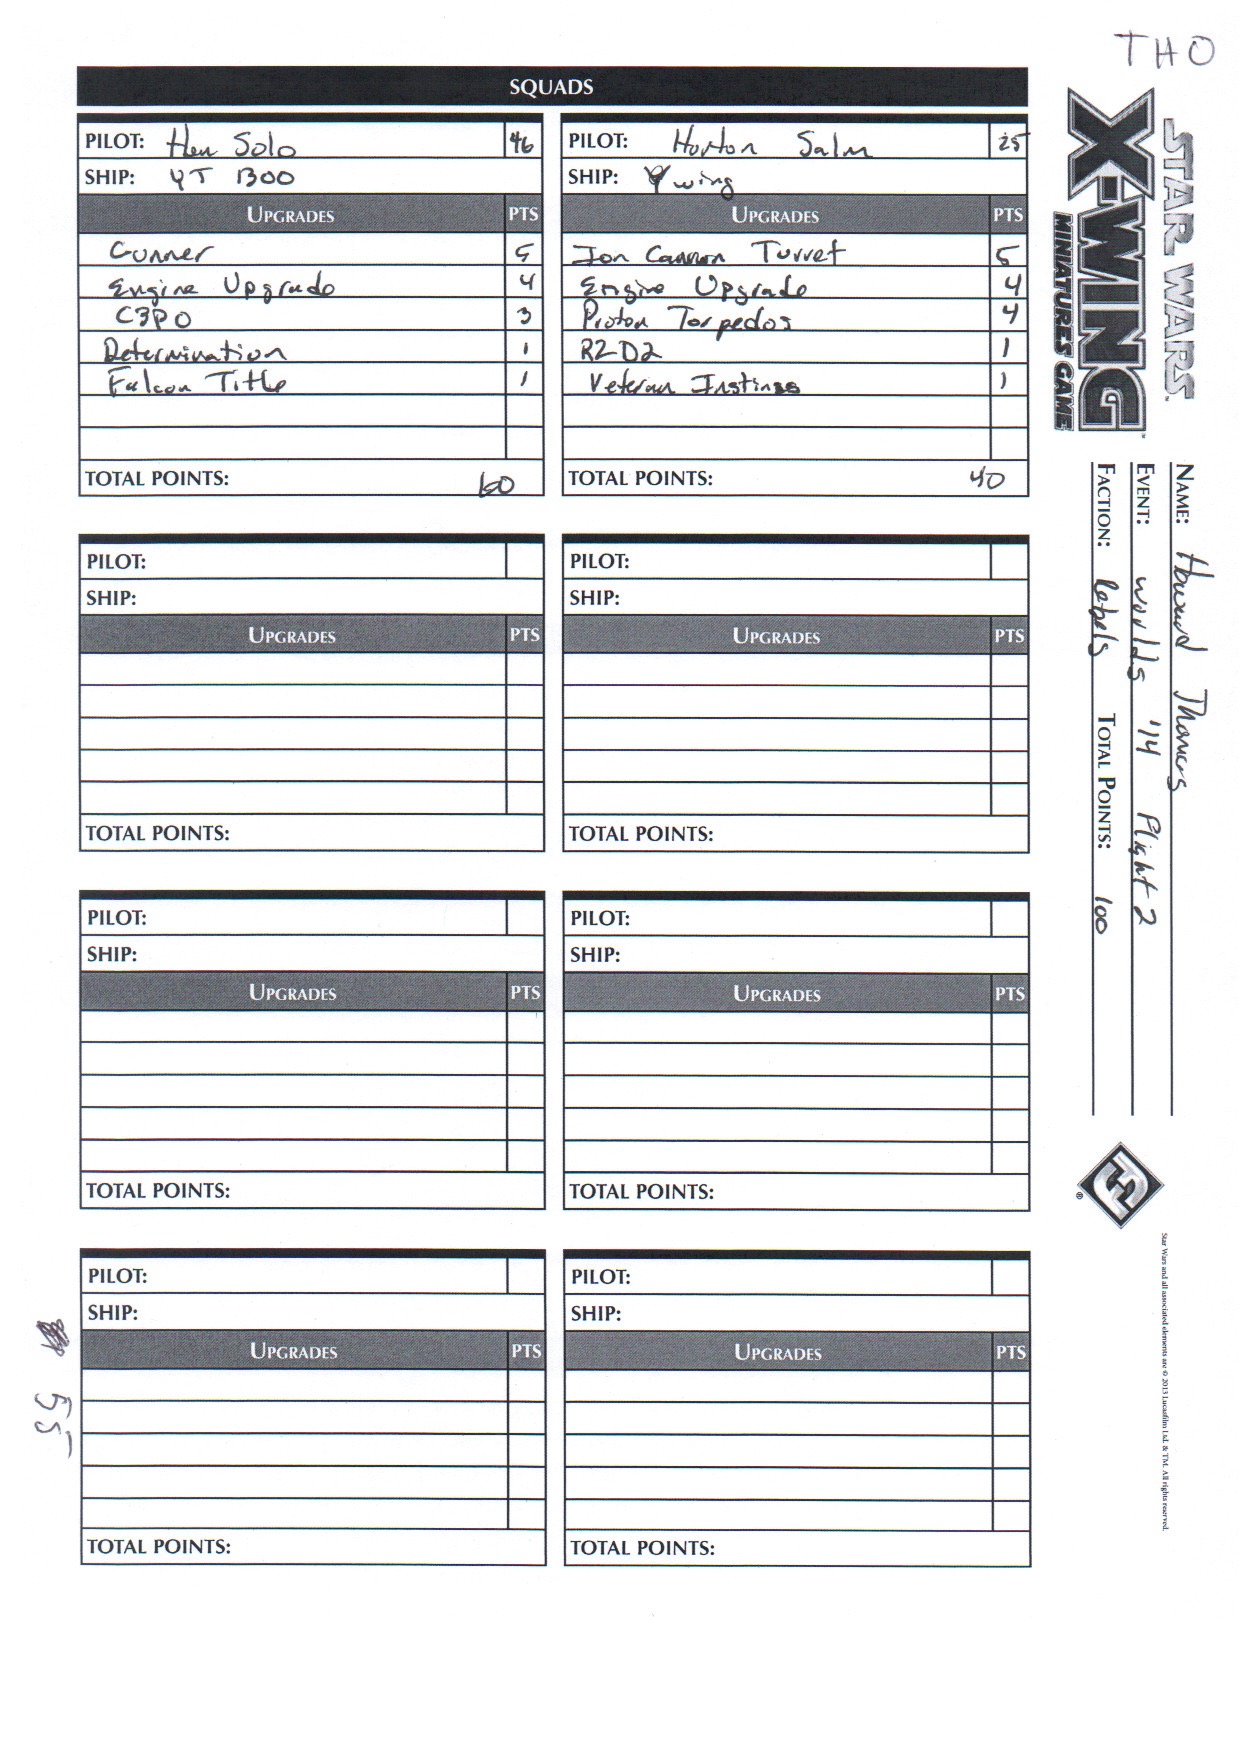 THO
SQUADS
PILOT: Han Solo 46
SHIP: YT 1300
UPGRADES PTS
Gunner 5
Engine Upgrade 4
C3PO 3
Determination 1
Falcon Title 1
TOTAL POINTS: 60
PILOT: Horton Salm 25
SHIP: Y wing
UPGRADES PTS
Ion Cannon Turret 5
Engine Upgrade 4
Proton Torpedos 4
R2-D2 1
Veteran Instincs 1
TOTAL POINTS: 40
PILOT:
SHIP:
UPGRADES PTS
TOTAL POINTS:
PILOT:
SHIP:
UPGRADES PTS
TOTAL POINTS:
PILOT:
SHIP:
UPGRADES PTS
TOTAL POINTS:
PILOT:
SHIP:
UPGRADES PTS
TOTAL POINTS:
PILOT:
SHIP:
UPGRADES PTS
TOTAL POINTS:
PILOT:
SHIP:
UPGRADES PTS
TOTAL POINTS:
STAR WARS™
X-WING™
MINIATURES GAME
NAME: Howard
EVENT: Worlds '14 Flight 2
FACTION: Rebels TOTAL POINTS: 100
®
Star Wars and all associated elements are © 2013 Lucasfilm Ltd. & TM. All rights reserved.
55